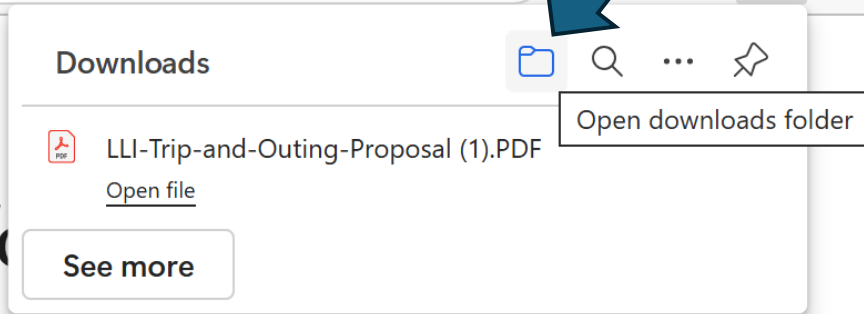 Downloads
Open downloads folder
PDF
LLI-Trip-and-Outing-Proposal (1).PDF
Open file
See more